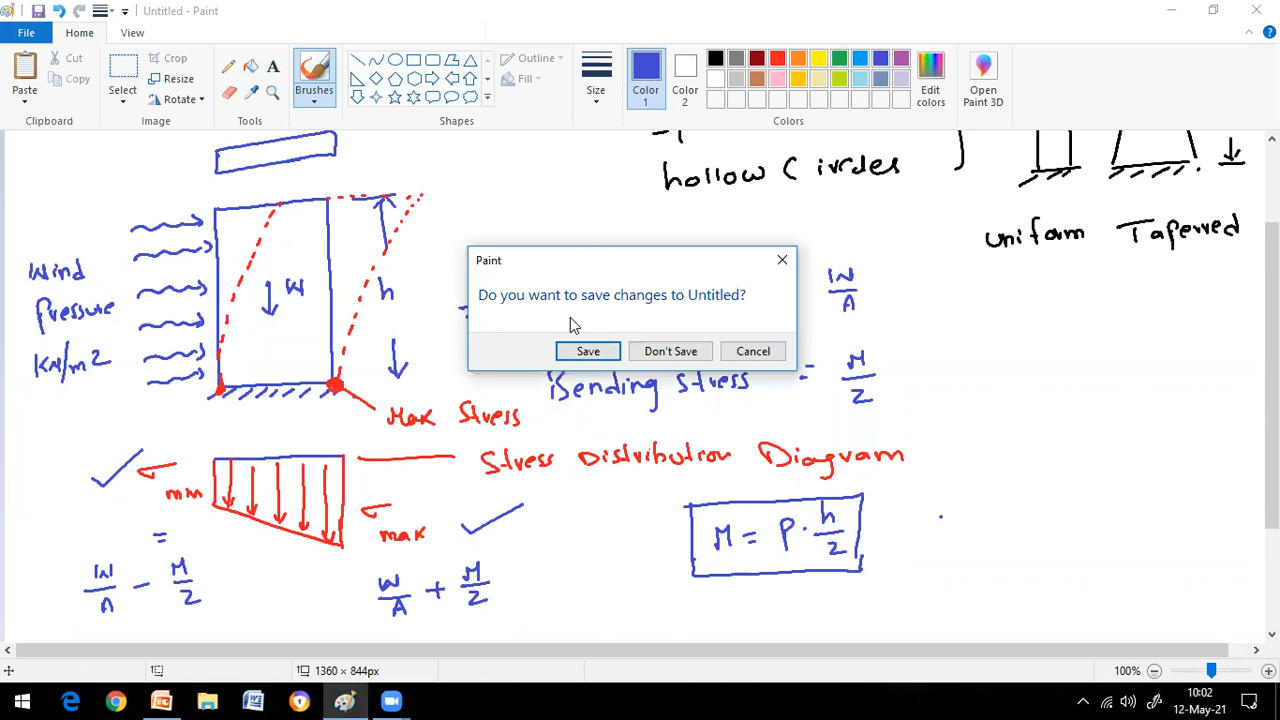 Untitled - Paint
File
Home
View
Paste
Cut
Copy
Clipboard
Select
Crop
Resize
Rotate
Image
Tools
Brushes
Shapes
Outline
Fill
Size
Color 1
Color 2
Edit colors
Open Paint 3D
Colors
hollow Circles
uniform Taperred
Wind
Pressure
KN/m2
W
h
Paint
Do you want to save changes to Untitled?
Save
Don't Save
Cancel
W/A
Bending Stress = M/Z
Max Stress
Stress Distribution Diagram
min
max
= W/A - M/Z
W/A + M/Z
M = P · h/2
1360 × 844px
100%
10:02
12-May-21